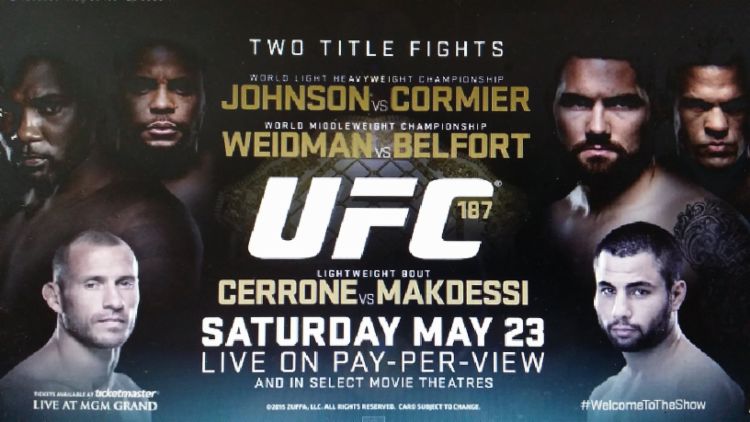 TWO TITLE FIGHTS
WORLD LIGHT HEAVYWEIGHT CHAMPIONSHIP
JOHNSON VS CORMIER
WORLD MIDDLEWEIGHT CHAMPIONSHIP
WEIDMAN VS BELFORT
UFC® 187
LIGHTWEIGHT BOUT
CERRONE VS MAKDESSI
SATURDAY MAY 23
LIVE ON PAY-PER-VIEW
AND IN SELECT MOVIE THEATRES
TICKETS AVAILABLE AT ticketmaster
LIVE AT MGM GRAND
©2015 ZUFFA, LLC. ALL RIGHTS RESERVED. CARD SUBJECT TO CHANGE.
#WelcomeToTheShow